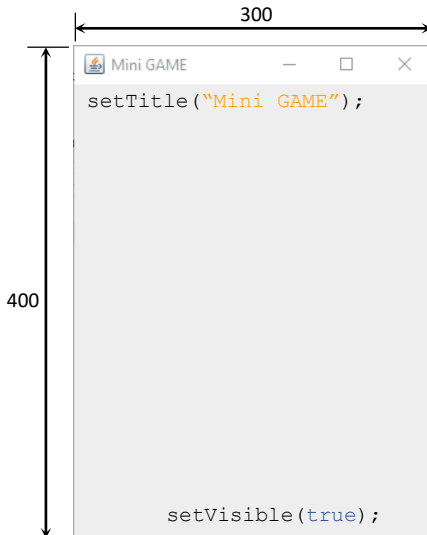 300
Mini GAME
setTitle(“Mini GAME”);
400
setVisible(true);